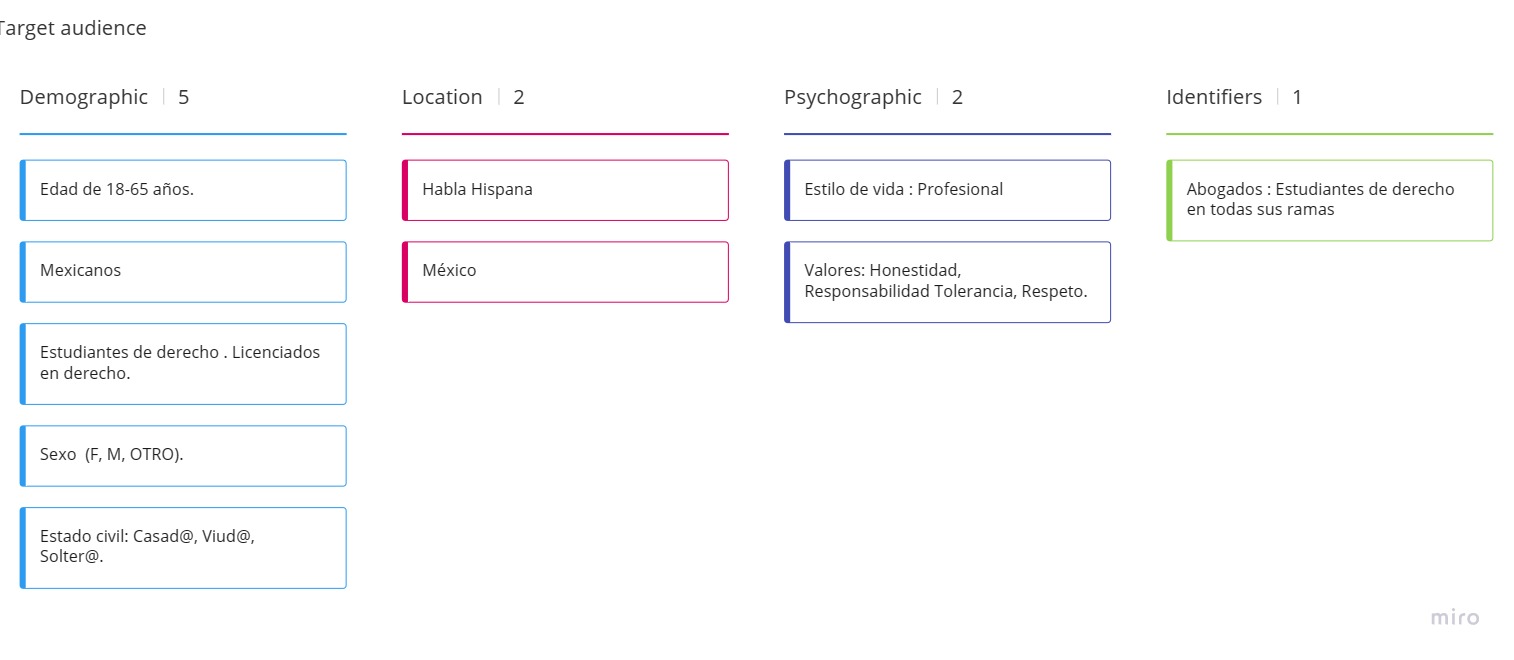 Target audience
Demographic | 5
Edad de 18-65 años.
Mexicanos
Estudiantes de derecho . Licenciados
en derecho.
Sexo  (F, M, OTRO).
Estado civil: Casad@, Viud@,
Solter@.
Location | 2
Habla Hispana
México
Psychographic | 2
Estilo de vida : Profesional
Valores: Honestidad,
Responsabilidad Tolerancia, Respeto.
Identifiers | 1
Abogados : Estudiantes de derecho
en todas sus ramas
miro